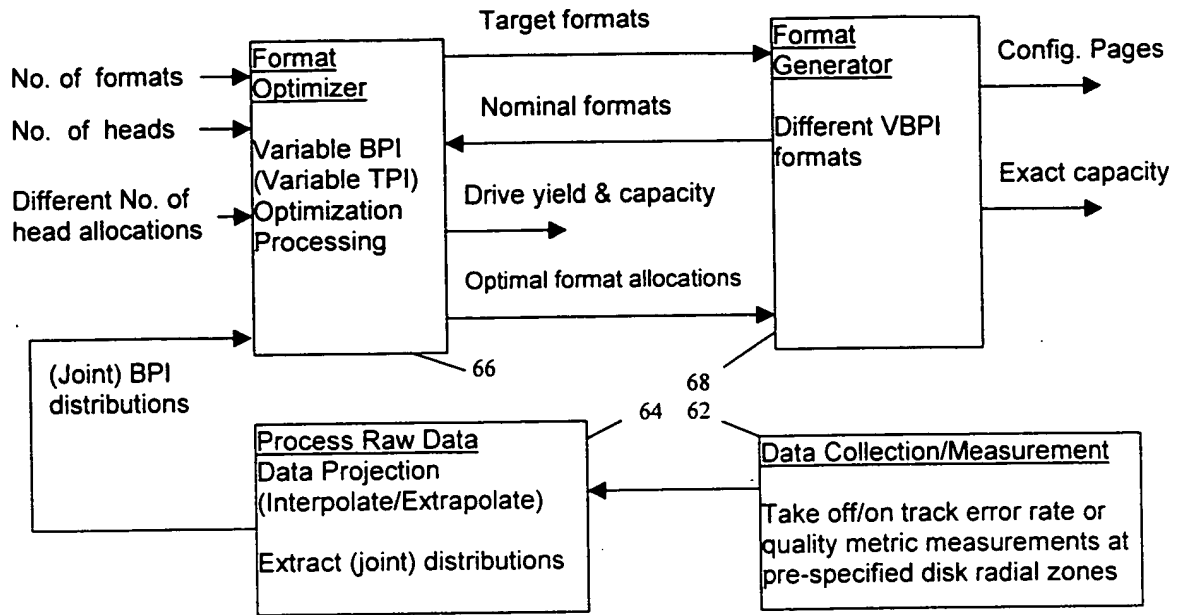 Target formats
Format
Optimizer
Format
Generator
Config. Pages
No. of formats
Nominal formats
No. of heads
Variable BPI
(Variable TPI)
Optimization
Processing
Different VBPI
formats
Drive yield & capacity
Exact capacity
Different No. of
head allocations
Optimal format allocations
(Joint) BPI
distributions
66
68
64
62
Process Raw Data
Data Projection
(Interpolate/Extrapolate)
Extract (joint) distributions
Data Collection/Measurement
Take off/on track error rate or
quality metric measurements at
pre-specified disk radial zones